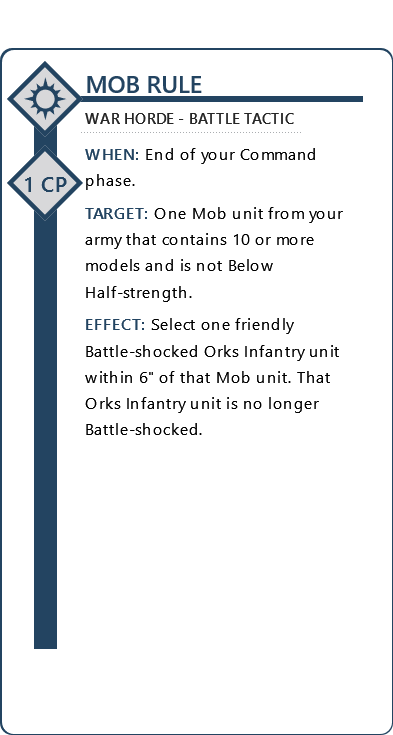 MOB RULE
WAR HORDE - BATTLE TACTIC
WHEN: End of your Command
phase.
1 CP
TARGET: One Mob unit from your
army that contains 10 or more
models and is not Below
Half-strength.
EFFECT: Select one friendly
Battle-shocked Orks Infantry unit
within 6" of that Mob unit. That
Orks Infantry unit is no longer
Battle-shocked.